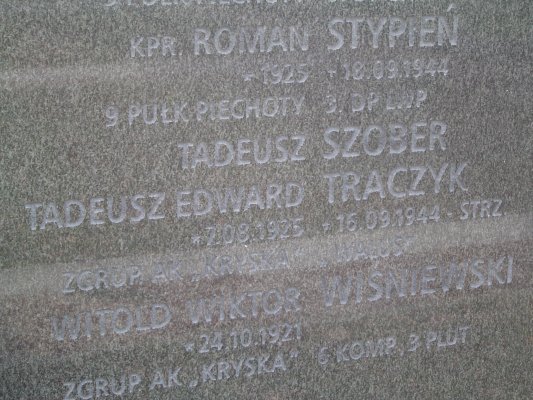 KPR. ROMAN STYPIEŃ
*1925 +18.09.1944
9 PUŁK PIECHOTY 3. DP LWP
TADEUSZ SZOBER
TADEUSZ EDWARD TRACZYK
*7.08.1925 +16.09.1944 - STRZ
ZGRUP AK „KRYSKA"
WITOLD WIKTOR WIŚNIEWSKI
*24.10.1921
ZGRUP AK „KRYSKA" 6 KOMP, 3 PLUT